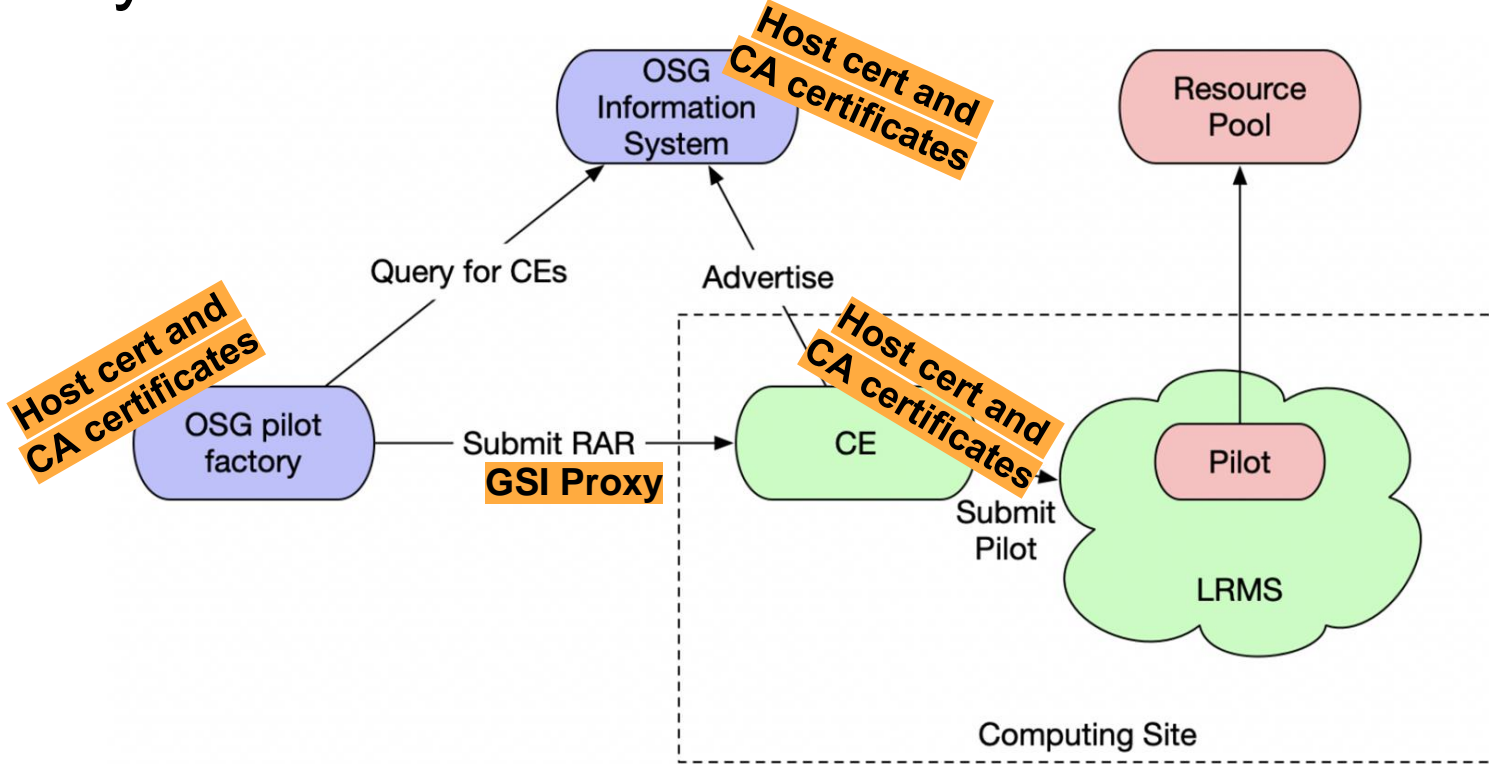 OSG
Information
System
Host cert and
CA certificates
Resource
Pool
Query for CEs
Advertise
Host cert and
CA certificates
OSG pilot
factory
Submit RAR
GSI Proxy
Host cert and
CA certificates
CE
Submit
Pilot
Pilot
LRMS
Computing Site